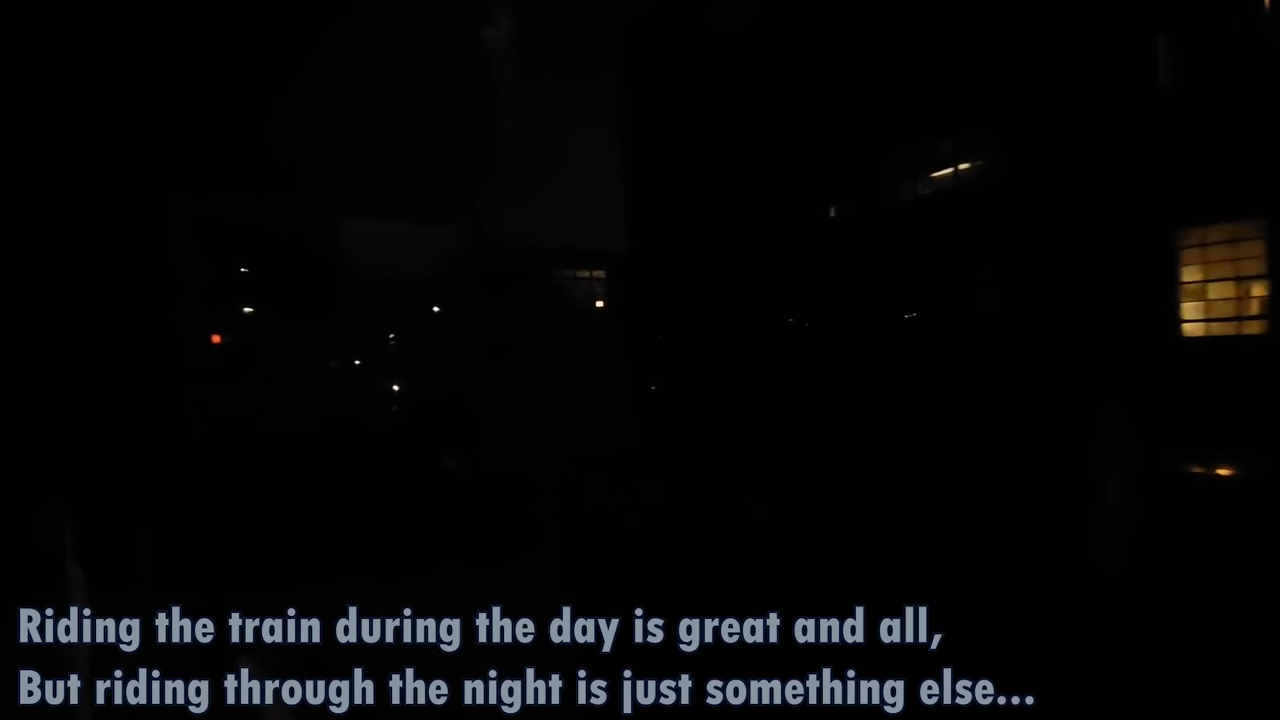 Riding the train during the day is great and all,
But riding through the night is just something else...